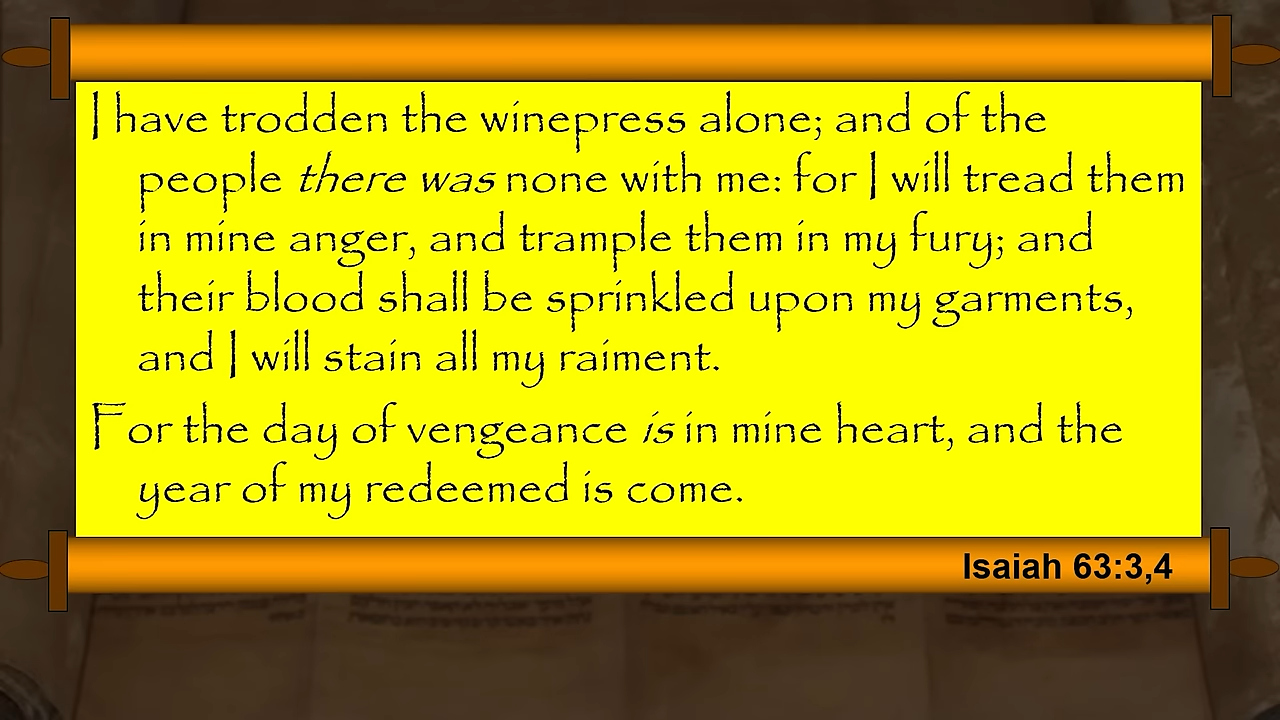 I have trodden the winepress alone; and of the
people there was none with me: for I will tread them
in mine anger, and trample them in my fury; and
their blood shall be sprinkled upon my garments,
and I will stain all my raiment.
For the day of vengeance is in mine heart, and the
year of my redeemed is come.
Isaiah 63:3,4